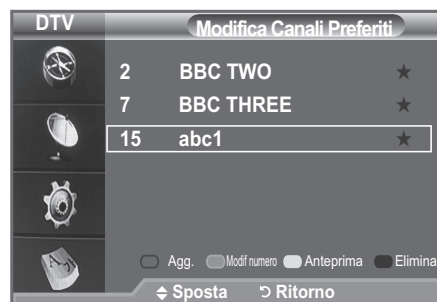 DTV
Modifica Canali Preferiti
2 BBC TWO ★
7 BBC THREE ★
15 abc1 ★
Agg. Modif numero Anteprima Elimina
Sposta Ritorno